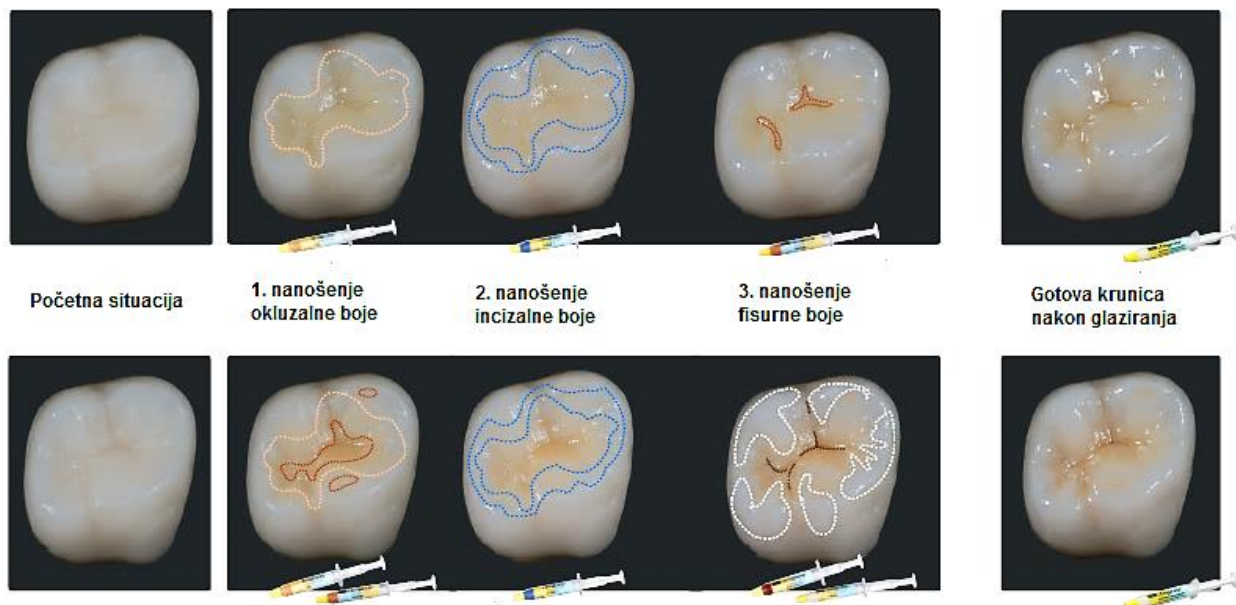 Početna situacija
1. nanošenje
okluzalne boje
2. nanošenje
incizalne boje
3. nanošenje
fisurne boje
Gotova krunica
nakon glaziranja